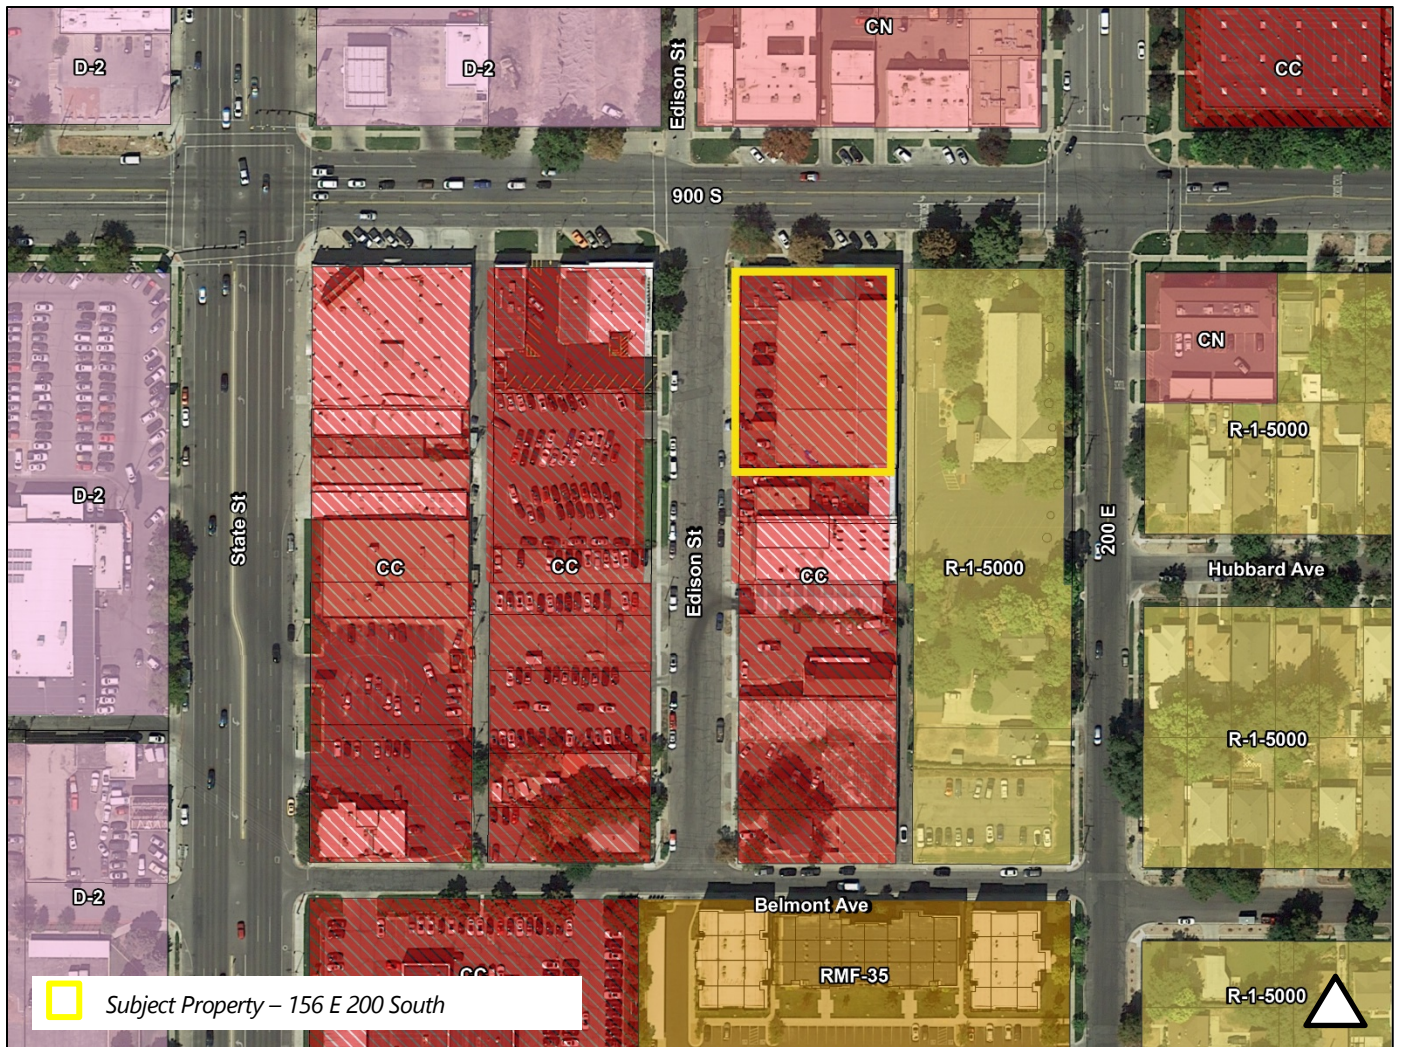 D-2
D-2
Edison St
CN
CC
900 S
CN
R-1-5000
State St
D-2
Edison St
200 E
CC
CC
CC
R-1-5000
Hubbard Ave
R-1-5000
D-2
Belmont Ave
CC
RMF-35
R-1-5000
Subject Property – 156 E 200 South